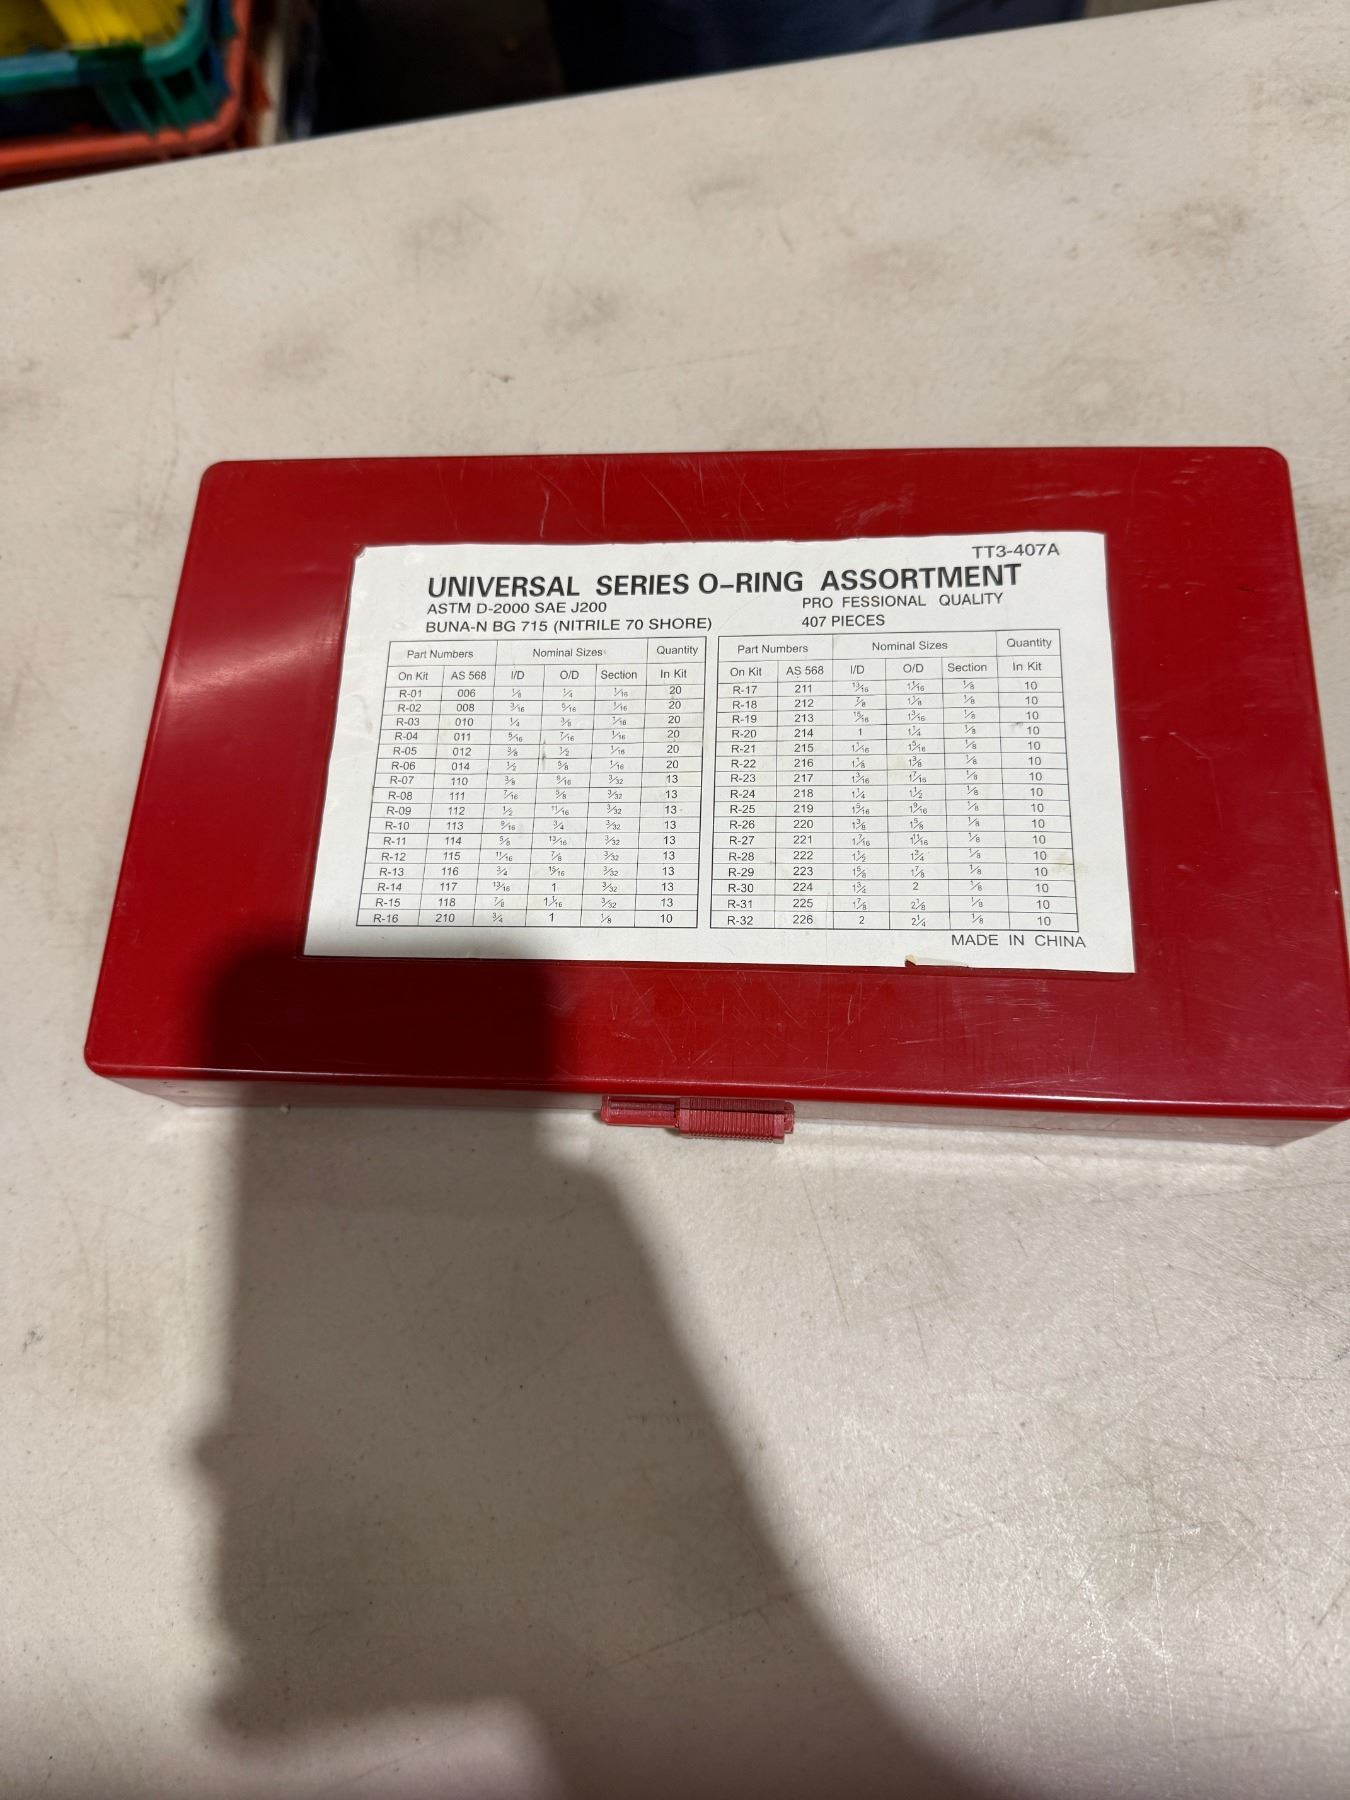 TT3-407A
UNIVERSAL SERIES O-RING ASSORTMENT
ASTM D-2000 SAE J200 PRO FESSIONAL QUALITY
BUNA-N BG 715 (NITRILE 70 SHORE) 407 PIECES
Part Numbers Nominal Sizes Quantity
On Kit AS 568 I/D O/D Section In Kit
R-01 006 1/8 1/4 1/16 20
R-02 008 3/16 5/16 1/16 20
R-03 010 1/4 3/8 1/16 20
R-04 011 5/16 7/16 1/16 20
R-05 012 3/8 1/2 1/16 20
R-06 014 1/2 5/8 1/16 20
R-07 110 3/8 9/16 3/32 13
R-08 111 7/16 5/8 3/32 13
R-09 112 1/2 11/16 3/32 13
R-10 113 9/16 3/4 3/32 13
R-11 114 5/8 13/16 3/32 13
R-12 115 11/16 7/8 3/32 13
R-13 116 3/4 15/16 3/32 13
R-14 117 13/16 1 3/32 13
R-15 118 7/8 1 1/16 3/32 13
R-16 210 3/4 1 1/8 10
Part Numbers Nominal Sizes Quantity
On Kit AS 568 I/D O/D Section In Kit
R-17 211 13/16 1 1/16 1/8 10
R-18 212 7/8 1 1/8 1/8 10
R-19 213 15/16 1 3/16 1/8 10
R-20 214 1 1 1/4 1/8 10
R-21 215 1 1/16 1 5/16 1/8 10
R-22 216 1 1/8 1 3/8 1/8 10
R-23 217 1 3/16 1 7/16 1/8 10
R-24 218 1 1/4 1 1/2 1/8 10
R-25 219 1 5/16 1 9/16 1/8 10
R-26 220 1 3/8 1 5/8 1/8 10
R-27 221 1 7/16 1 11/16 1/8 10
R-28 222 1 1/2 1 3/4 1/8 10
R-29 223 1 5/8 1 7/8 1/8 10
R-30 224 1 3/4 2 1/8 10
R-31 225 1 7/8 2 1/8 1/8 10
R-32 226 2 2 1/4 1/8 10
MADE IN CHINA